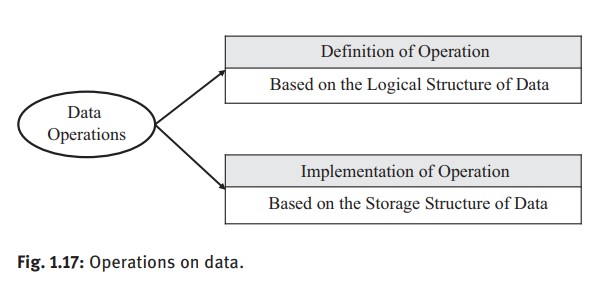 Definition of Operation
Based on the Logical Structure of Data
Data
Operations
Implementation of Operation
Based on the Storage Structure of Data
Fig. 1.17: Operations on data.